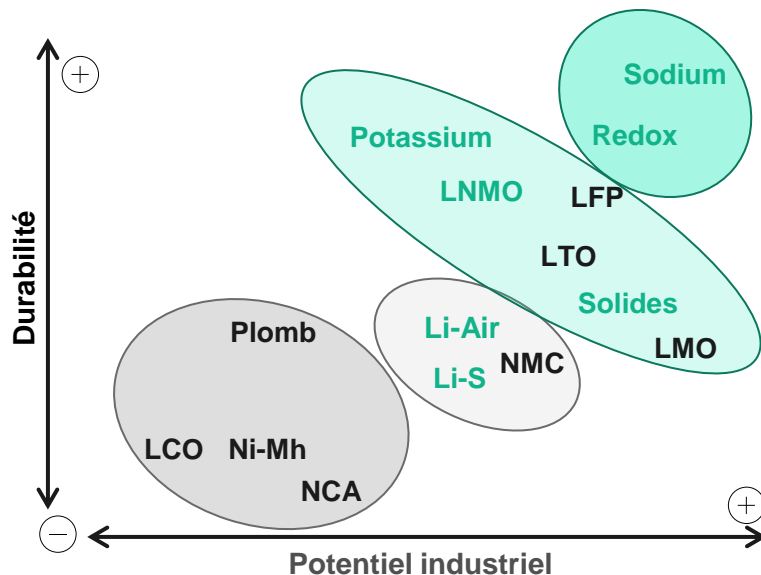 Durabilité
+
Sodium
Redox
Potassium
LNMO
LFP
LTO
Solides
LMO
Li-Air
NMC
Li-S
Plomb
LCO
Ni-Mh
NCA
−
+
Potentiel industriel